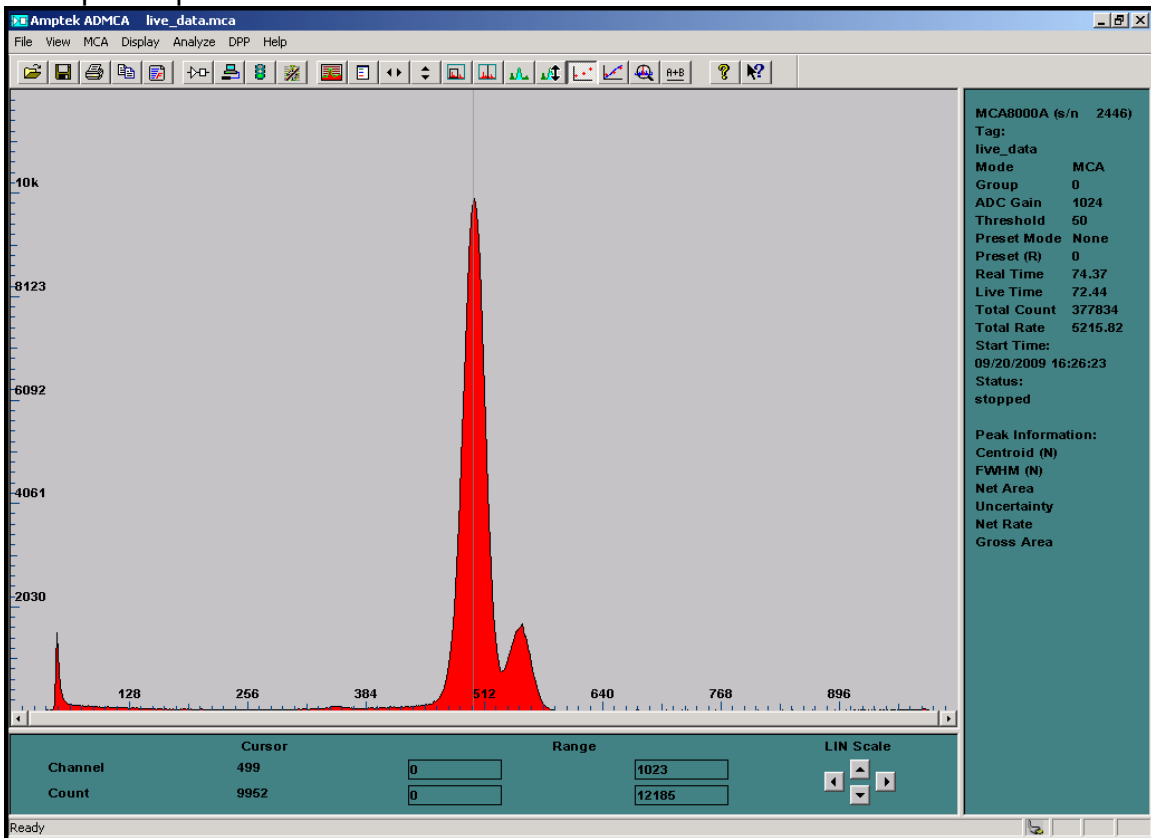 Amptek ADMCA live_data.mca
File View MCA Display Analyze DPP Help
A+B
10k
8123
6092
4061
2030
128 256 384 512 640 768 896
MCA8000A (s/n 2446)
Tag:
live_data
Mode MCA
Group 0
ADC Gain 1024
Threshold 50
Preset Mode None
Preset (R) 0
Real Time 74.37
Live Time 72.44
Total Count 377834
Total Rate 5215.82
Start Time:
09/20/2009 16:26:23
Status:
stopped
Peak Information:
Centroid (N)
FWHM (N)
Net Area
Uncertainty
Net Rate
Gross Area
Cursor Range LIN Scale
Channel 499 0 1023
Count 9952 0 12185
Ready